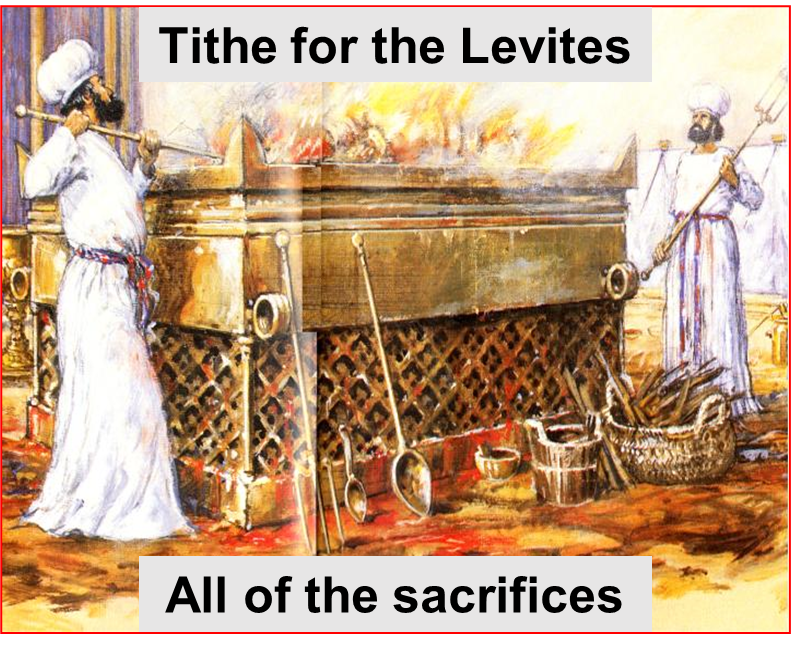 Tithe for the Levites
All of the sacrifices